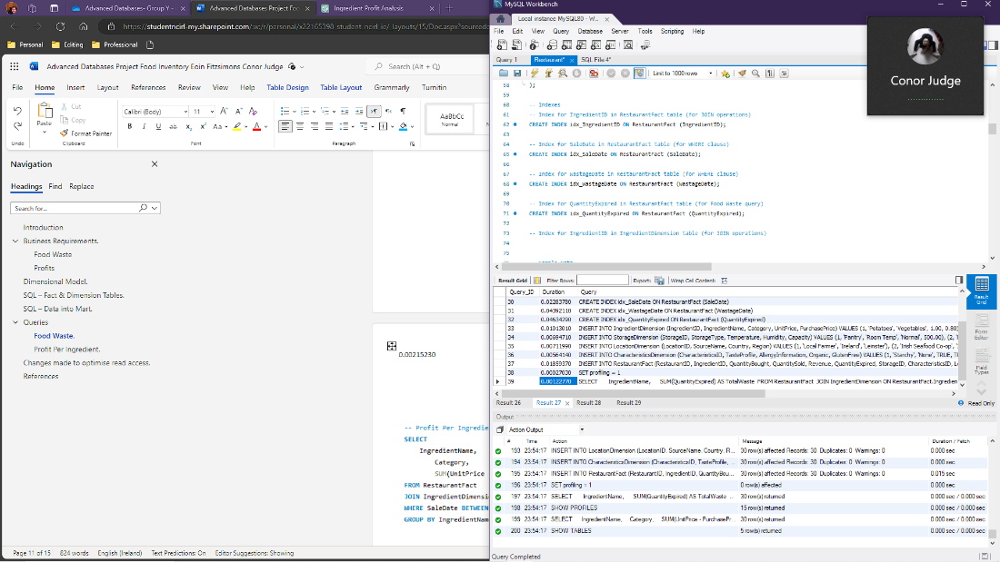 Advanced Databases- Group Y -
Advanced Databases Project Food
Ingredient Profit Analysis
https://studentncirl-my.sharepoint.com/:w:/r/personal/x22165398_student_ncirl_ie/_layouts/15/Doc.aspx?sourcedoc
Personal
Editing
Professional
Advanced Databases Project Food Inventory Eoin Fitzsimons Conor Judge
Search (Alt + Q)
File Home Insert Layout References Review View Help Table Design Table Layout Grammarly Turnitin
Undo
Paste
Cut
Copy
Format Painter
Clipboard
Calibri (Body)
11
Font
Paragraph
AaBbCc
Normal
Navigation
Headings Find Replace
Search for...
Introduction
Business Requirements.
Food Waste
Profits
Dimensional Model.
SQL – Fact & Dimension Tables.
SQL – Data into Mart.
Queries
Food Waste.
Profit Per Ingredient.
Changes made to optimise read access.
References
0.00215230
-- Profit Per Ingredie
SELECT
IngredientName,
Category,
SUM(UnitPrice
FROM RestaurantFact
JOIN IngredientDimensio
WHERE SaleDate BETWEEN
GROUP BY IngredientNam
Page 11 of 15 824 words English (Ireland) Text Predictions: On Editor Suggestions: Showing
MySQL Workbench
Local instance MySQL80 - W...
File Edit View Query Database Server Tools Scripting Help
Query 1 Restaurant* SQL File 4*
Limit to 1000 rows
58 );
59
60 -- Indexes
61 -- Index for IngredientID in RestaurantFact table (for JOIN operations)
62 CREATE INDEX idx_IngredientID ON RestaurantFact (IngredientID);
63
64 -- Index for SaleDate in RestaurantFact table (for WHERE clause)
65 CREATE INDEX idx_SaleDate ON RestaurantFact (SaleDate);
66
67 -- Index for WastageDate in RestaurantFact table (for WHERE clause)
68 CREATE INDEX idx_WastageDate ON RestaurantFact (WastageDate);
69
70 -- Index for QuantityExpired in RestaurantFact table (for Food Waste query)
71 CREATE INDEX idx_QuantityExpired ON RestaurantFact (QuantityExpired);
72
73 -- Index for IngredientID in IngredientDimension table (for JOIN operations)
74
75
Conor Judge
Result Grid Filter Rows: Export: Wrap Cell Content:
Query_ID Duration Query
30 0.02283780 CREATE INDEX idx_SaleDate ON RestaurantFact (SaleDate)
31 0.04392110 CREATE INDEX idx_WastageDate ON RestaurantFact (WastageDate)
32 0.04634290 CREATE INDEX idx_QuantityExpired ON RestaurantFact (QuantityExpired)
33 0.01013010 INSERT INTO IngredientDimension (IngredientID, IngredientName, Category, UnitPrice, PurchasePrice) VALUES (1, 'Potatoes', 'Vegetables', 1.00, 0.80)
34 0.00694710 INSERT INTO StorageDimension (StorageID, StorageType, Temperature, Humidity, Capacity) VALUES (1, 'Pantry', 'Room Temp', 'Normal', 500.00), (2,
35 0.00711990 INSERT INTO LocationDimension (LocationID, SourceName, Country, Region) VALUES (1, 'Local Farmer', 'Ireland', 'Leinster'), (2, 'Irish Seafood Co-op',
36 0.00564140 INSERT INTO CharacteristicsDimension (CharacteristicID, TasteProfile, AllergyInformation, Organic, GlutenFree) VALUES (1, 'Starchy', 'None', TRUE,
37 0.01859370 INSERT INTO RestaurantFact (RestaurantID, IngredientID, QuantityBought, QuantitySold, Revenue, QuantityExpired, StorageID, CharacteristicsID,
38 0.00027030 SET profiling = 1
39 0.00122770 SELECT IngredientName, SUM(QuantityExpired) AS TotalWaste FROM RestaurantFact JOIN IngredientDimension ON RestaurantFact.Ingredien
Result Grid
Form Editor
Field Types
Result 26 Result 27 Result 28 Result 29
Read Only
Output
Action Output
# Time Action Message Duration / Fetch
193 23:54:17 INSERT INTO LocationDimension (LocationID, SourceName, Country, R... 30 row(s) affected Records: 30 Duplicates: 0 Warnings: 0 0.000 sec
194 23:54:17 INSERT INTO CharacteristicsDimension (CharacteristicID, TasteProfile, ... 30 row(s) affected Records: 30 Duplicates: 0 Warnings: 0 0.000 sec
195 23:54:17 INSERT INTO RestaurantFact (RestaurantID, IngredientID, QuantityBou... 30 row(s) affected Records: 30 Duplicates: 0 Warnings: 0 0.015 sec
196 23:54:17 SET profiling = 1 0 row(s) affected 0.000 sec
197 23:54:17 SELECT IngredientName, SUM(QuantityExpired) AS TotalWaste ... 30 row(s) returned 0.000 sec / 0.000 sec
198 23:54:17 SHOW PROFILES 15 row(s) returned 0.000 sec / 0.000 sec
199 23:54:17 SELECT IngredientName, Category, SUM(UnitPrice - PurchasePr... 30 row(s) returned 0.000 sec / 0.000 sec
200 23:54:17 SHOW TABLES 5 row(s) returned 0.000 sec / 0.000 sec
Query Completed